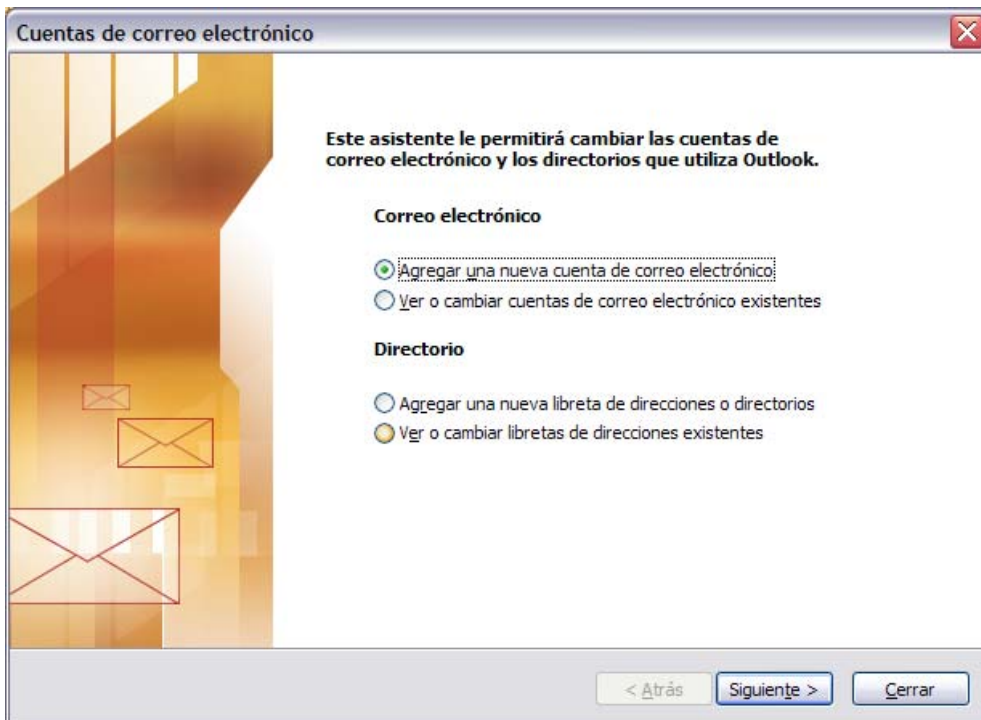 Cuentas de correo electrónico
Este asistente le permitirá cambiar las cuentas de
correo electrónico y los directorios que utiliza Outlook.
Correo electrónico
Agregar una nueva cuenta de correo electrónico
Ver o cambiar cuentas de correo electrónico existentes
Directorio
Agregar una nueva libreta de direcciones o directorios
Ver o cambiar libretas de direcciones existentes
< Atrás
Siguiente >
Cerrar